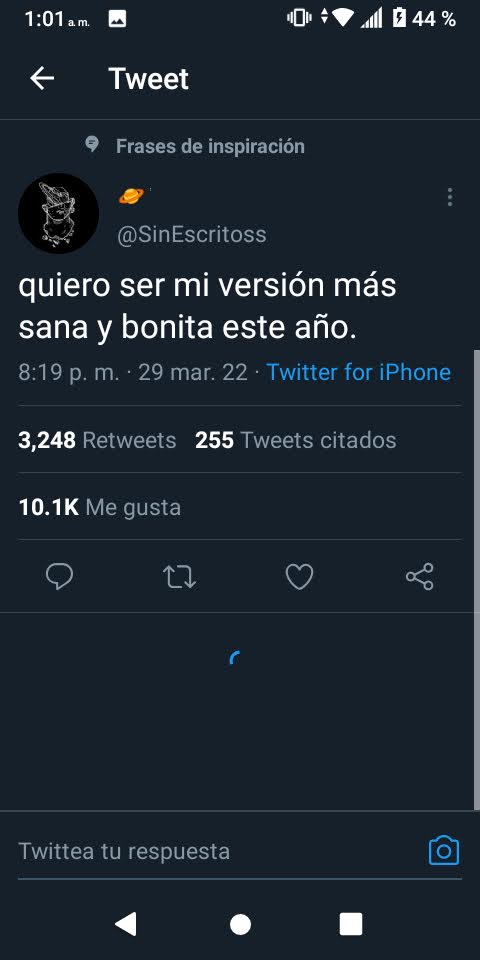 1:01 a. m. 44 %
Tweet
Frases de inspiración
@SinEscritoss
quiero ser mi versión más
sana y bonita este año.
8:19 p. m. · 29 mar. 22 · Twitter for iPhone
3,248 Retweets 255 Tweets citados
10.1K Me gusta
Twittea tu respuesta